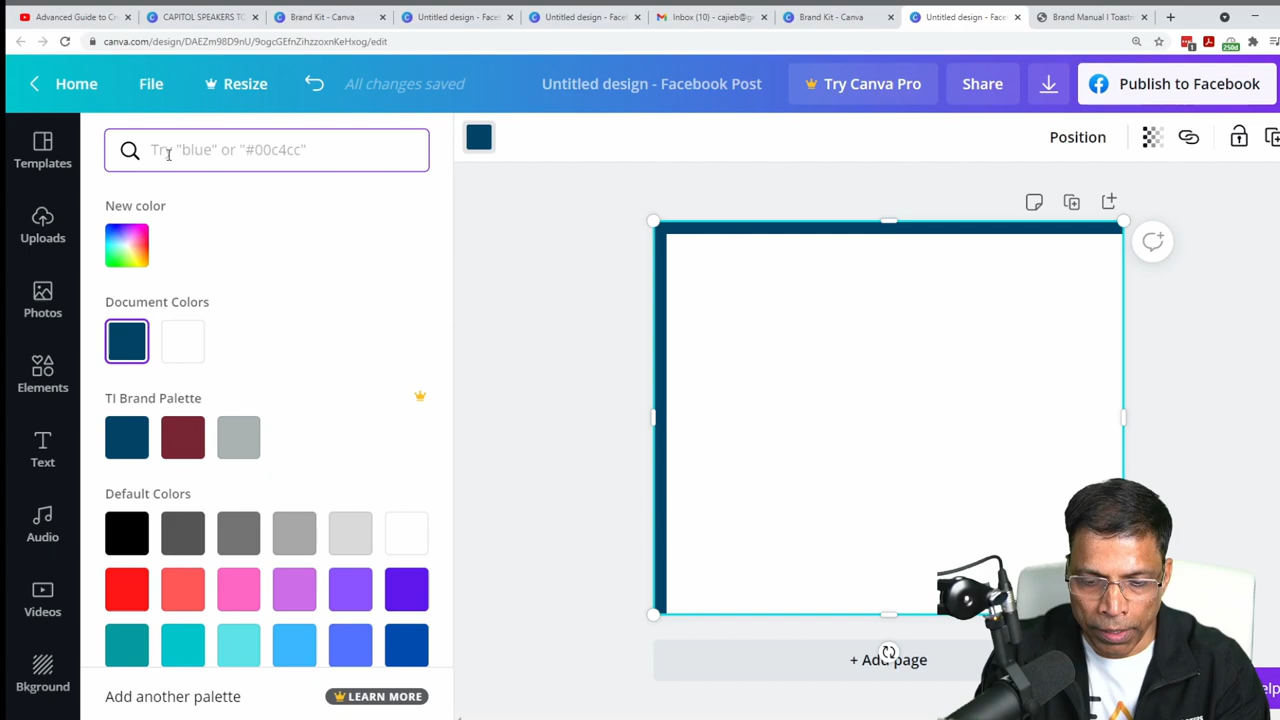 Advanced Guide to Cr
CAPITOL SPEAKERS TO
Brand Kit - Canva
Untitled design - Face
Untitled design - Face
Inbox (10) - cajieb@g
Brand Kit - Canva
Untitled design - Face
Brand Manual I Toastr
canva.com/design/DAEZm98D9nU/9ogcGEfnZihzzoxnKeHxog/edit
Home
File
Resize
All changes saved
Untitled design - Facebook Post
Try Canva Pro
Share
Publish to Facebook
Templates
Uploads
Photos
Elements
Text
Audio
Videos
Bkground
Try "blue" or "#00c4cc"
New color
Document Colors
TI Brand Palette
Default Colors
Add another palette
LEARN MORE
Position
+ Add page
elp